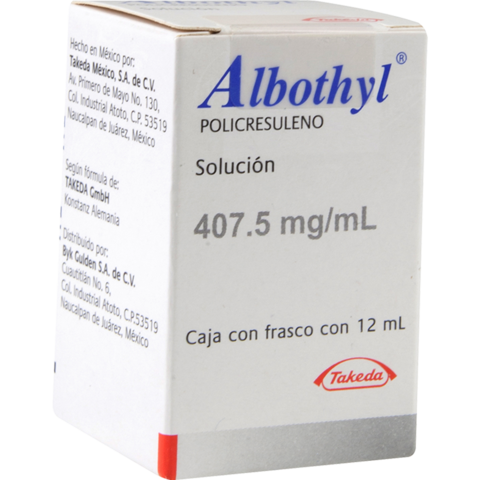 Albothyl
Hecho en México por:
Takeda México, S.A. de C.V.
Av. Primero de Mayo No. 130,
Col. Industrial Atoto, C.P. 53519
Naucalpan de Juárez, México
Según fórmula de:
TAKEDA GmbH
Konstanz Alemania
Distribuido por:
Byk Gulden S.A. de C.V.
Cuautitlán No. 6,
Col. Industrial Atoto, C.P. 53519
Naucalpan de Juárez, México
Albothyl®
POLICRESULENO
Solución
407.5 mg/mL
Caja con frasco con 12 mL
Takeda